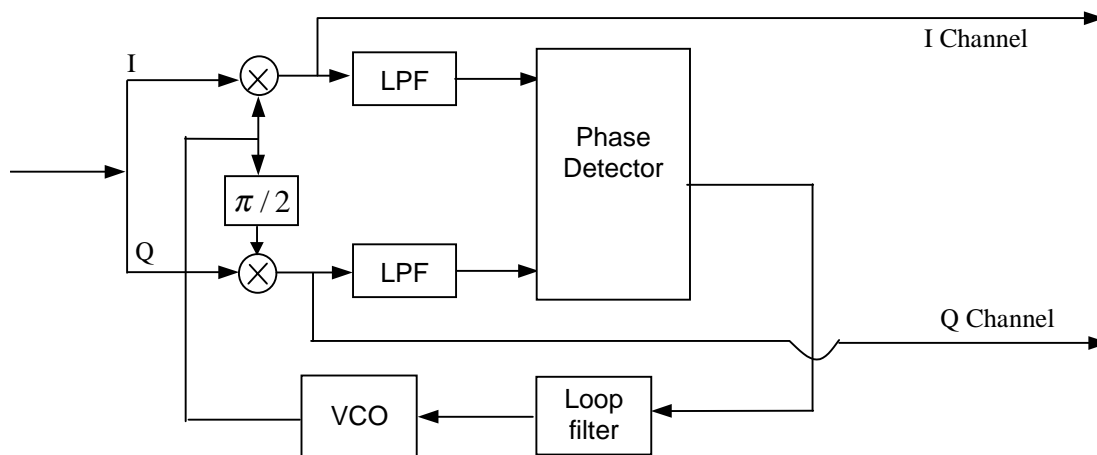 I Channel
I
LPF
Phase
Detector
π / 2
Q
LPF
Q Channel
VCO
Loop
filter